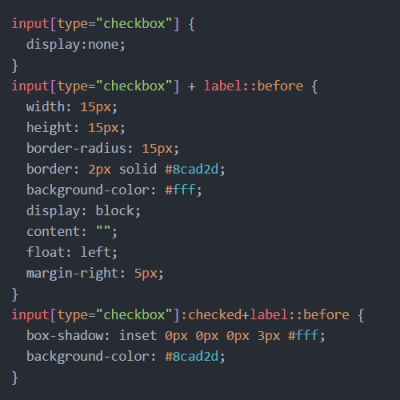 input[type="checkbox"] {
  display:none;
}
input[type="checkbox"] + label::before {
  width: 15px;
  height: 15px;
  border-radius: 15px;
  border: 2px solid #8cad2d;
  background-color: #fff;
  display: block;
  content: "";
  float: left;
  margin-right: 5px;
}
input[type="checkbox"]:checked+label::before {
  box-shadow: inset 0px 0px 0px 3px #fff;
  background-color: #8cad2d;
}